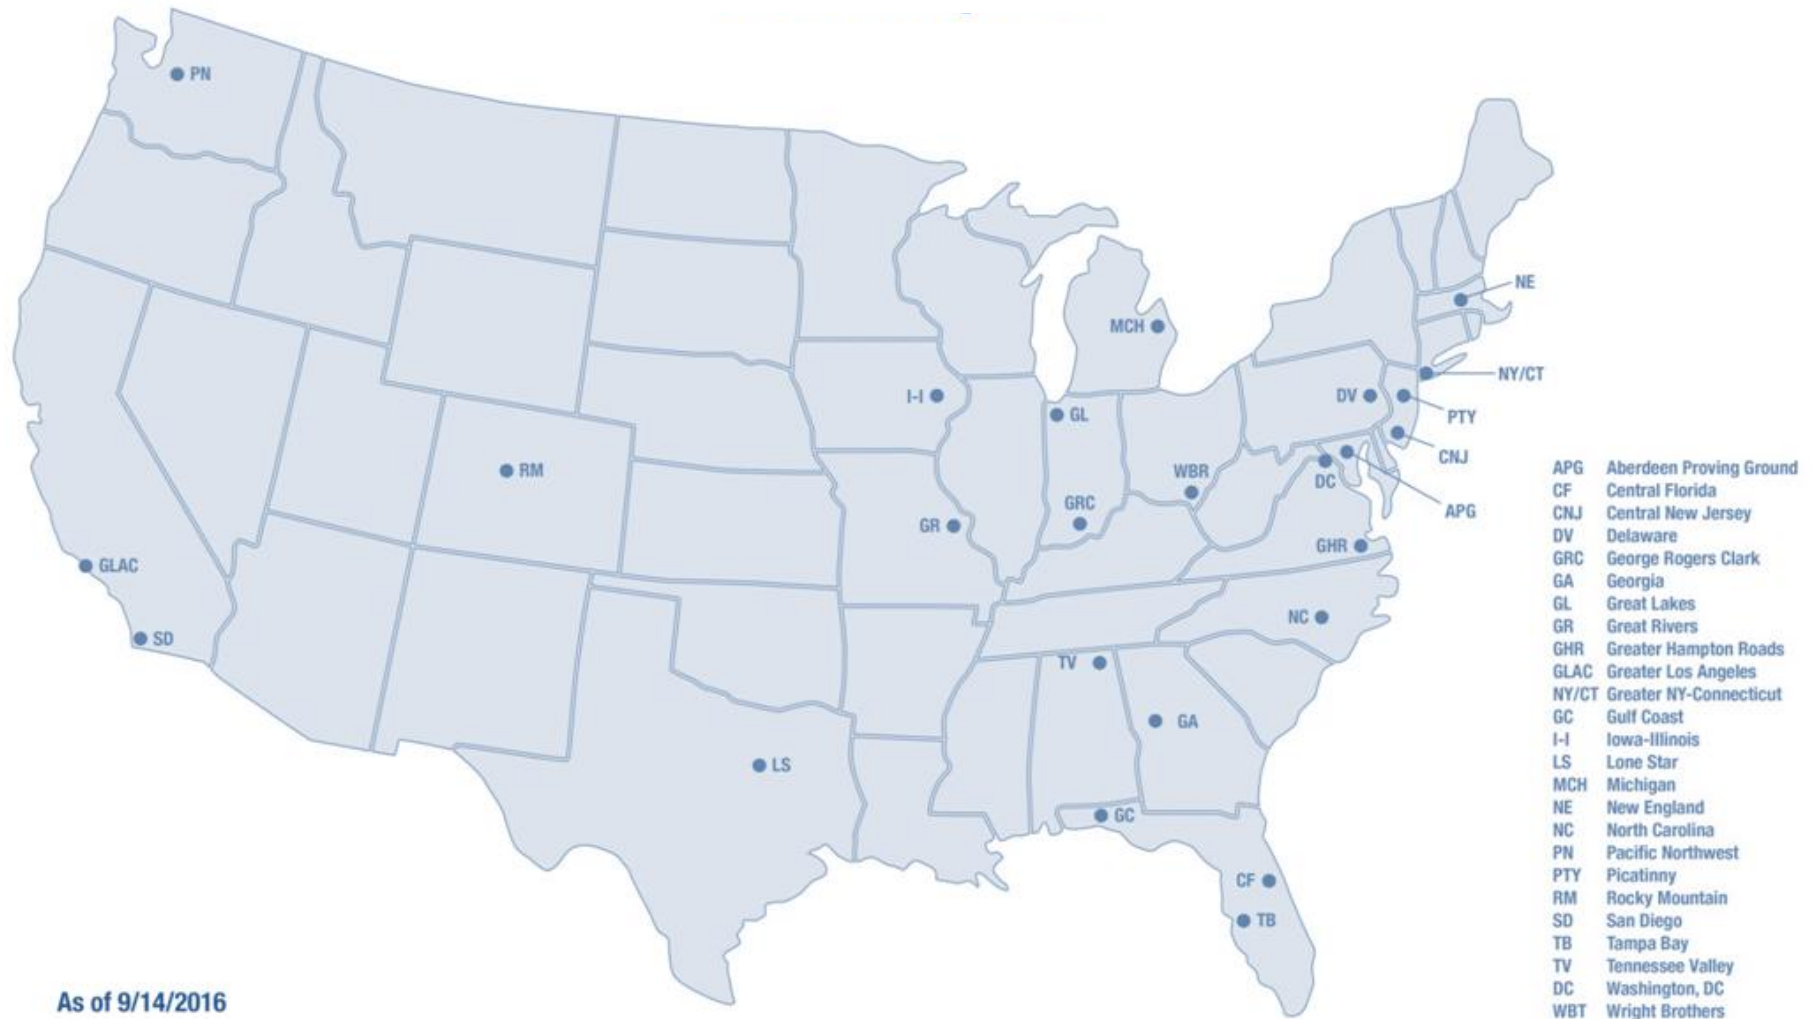 PN
NE
MCH
NY/CT
I-I
DV
GL
PTY
CNJ
RM
WBR
DC
GRC
APG
GR
GHR
GLAC
NC
SD
TV
GA
LS
GC
CF
TB
APG Aberdeen Proving Ground
CF Central Florida
CNJ Central New Jersey
DV Delaware
GRC George Rogers Clark
GA Georgia
GL Great Lakes
GR Great Rivers
GHR Greater Hampton Roads
GLAC Greater Los Angeles
NY/CT Greater NY-Connecticut
GC Gulf Coast
I-I Iowa-Illinois
LS Lone Star
MCH Michigan
NE New England
NC North Carolina
PN Pacific Northwest
PTY Picatinny
RM Rocky Mountain
SD San Diego
TB Tampa Bay
TV Tennessee Valley
DC Washington, DC
WBT Wright Brothers
As of 9/14/2016